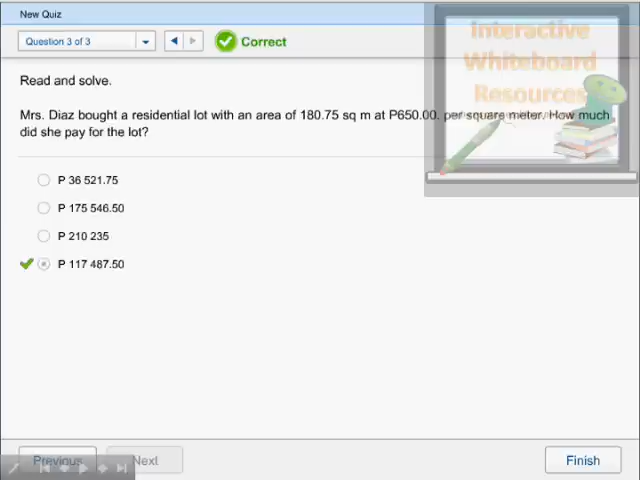 New Quiz
Question 3 of 3
Correct
Interactive
Whiteboard
Resources
Read and solve.
Mrs. Diaz bought a residential lot with an area of 180.75 sq m at P650.00. per square meter. How much
did she pay for the lot?
P 36 521.75
P 175 546.50
P 210 235
P 117 487.50
Previous
Next
Finish